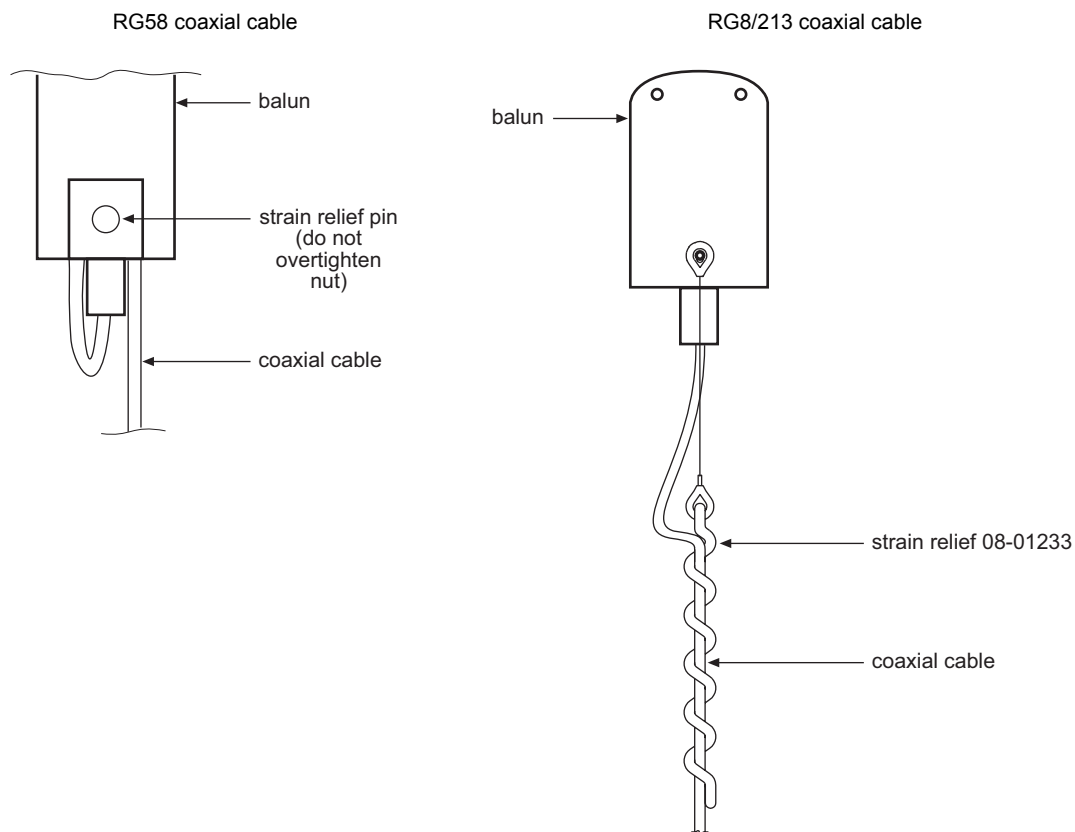 RG58 coaxial cable
balun
strain relief pin
(do not
overtighten
nut)
coaxial cable
RG8/213 coaxial cable
balun
strain relief 08-01233
coaxial cable